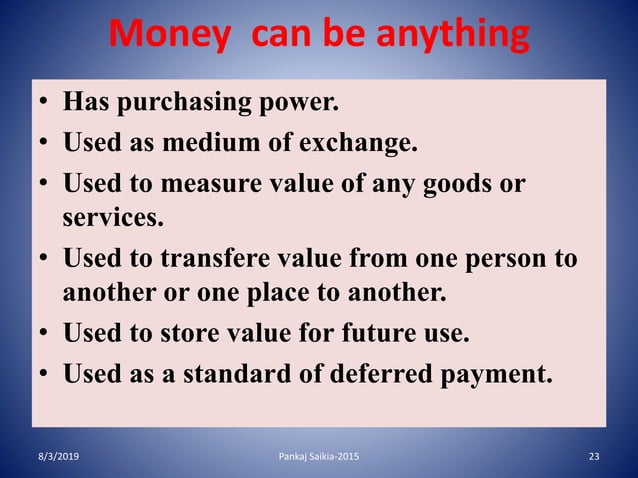 Money can be anything
• Has purchasing power.
• Used as medium of exchange.
• Used to measure value of any goods or
services.
• Used to transfere value from one person to
another or one place to another.
• Used to store value for future use.
• Used as a standard of deferred payment.
8/3/2019 Pankaj Saikia-2015 23